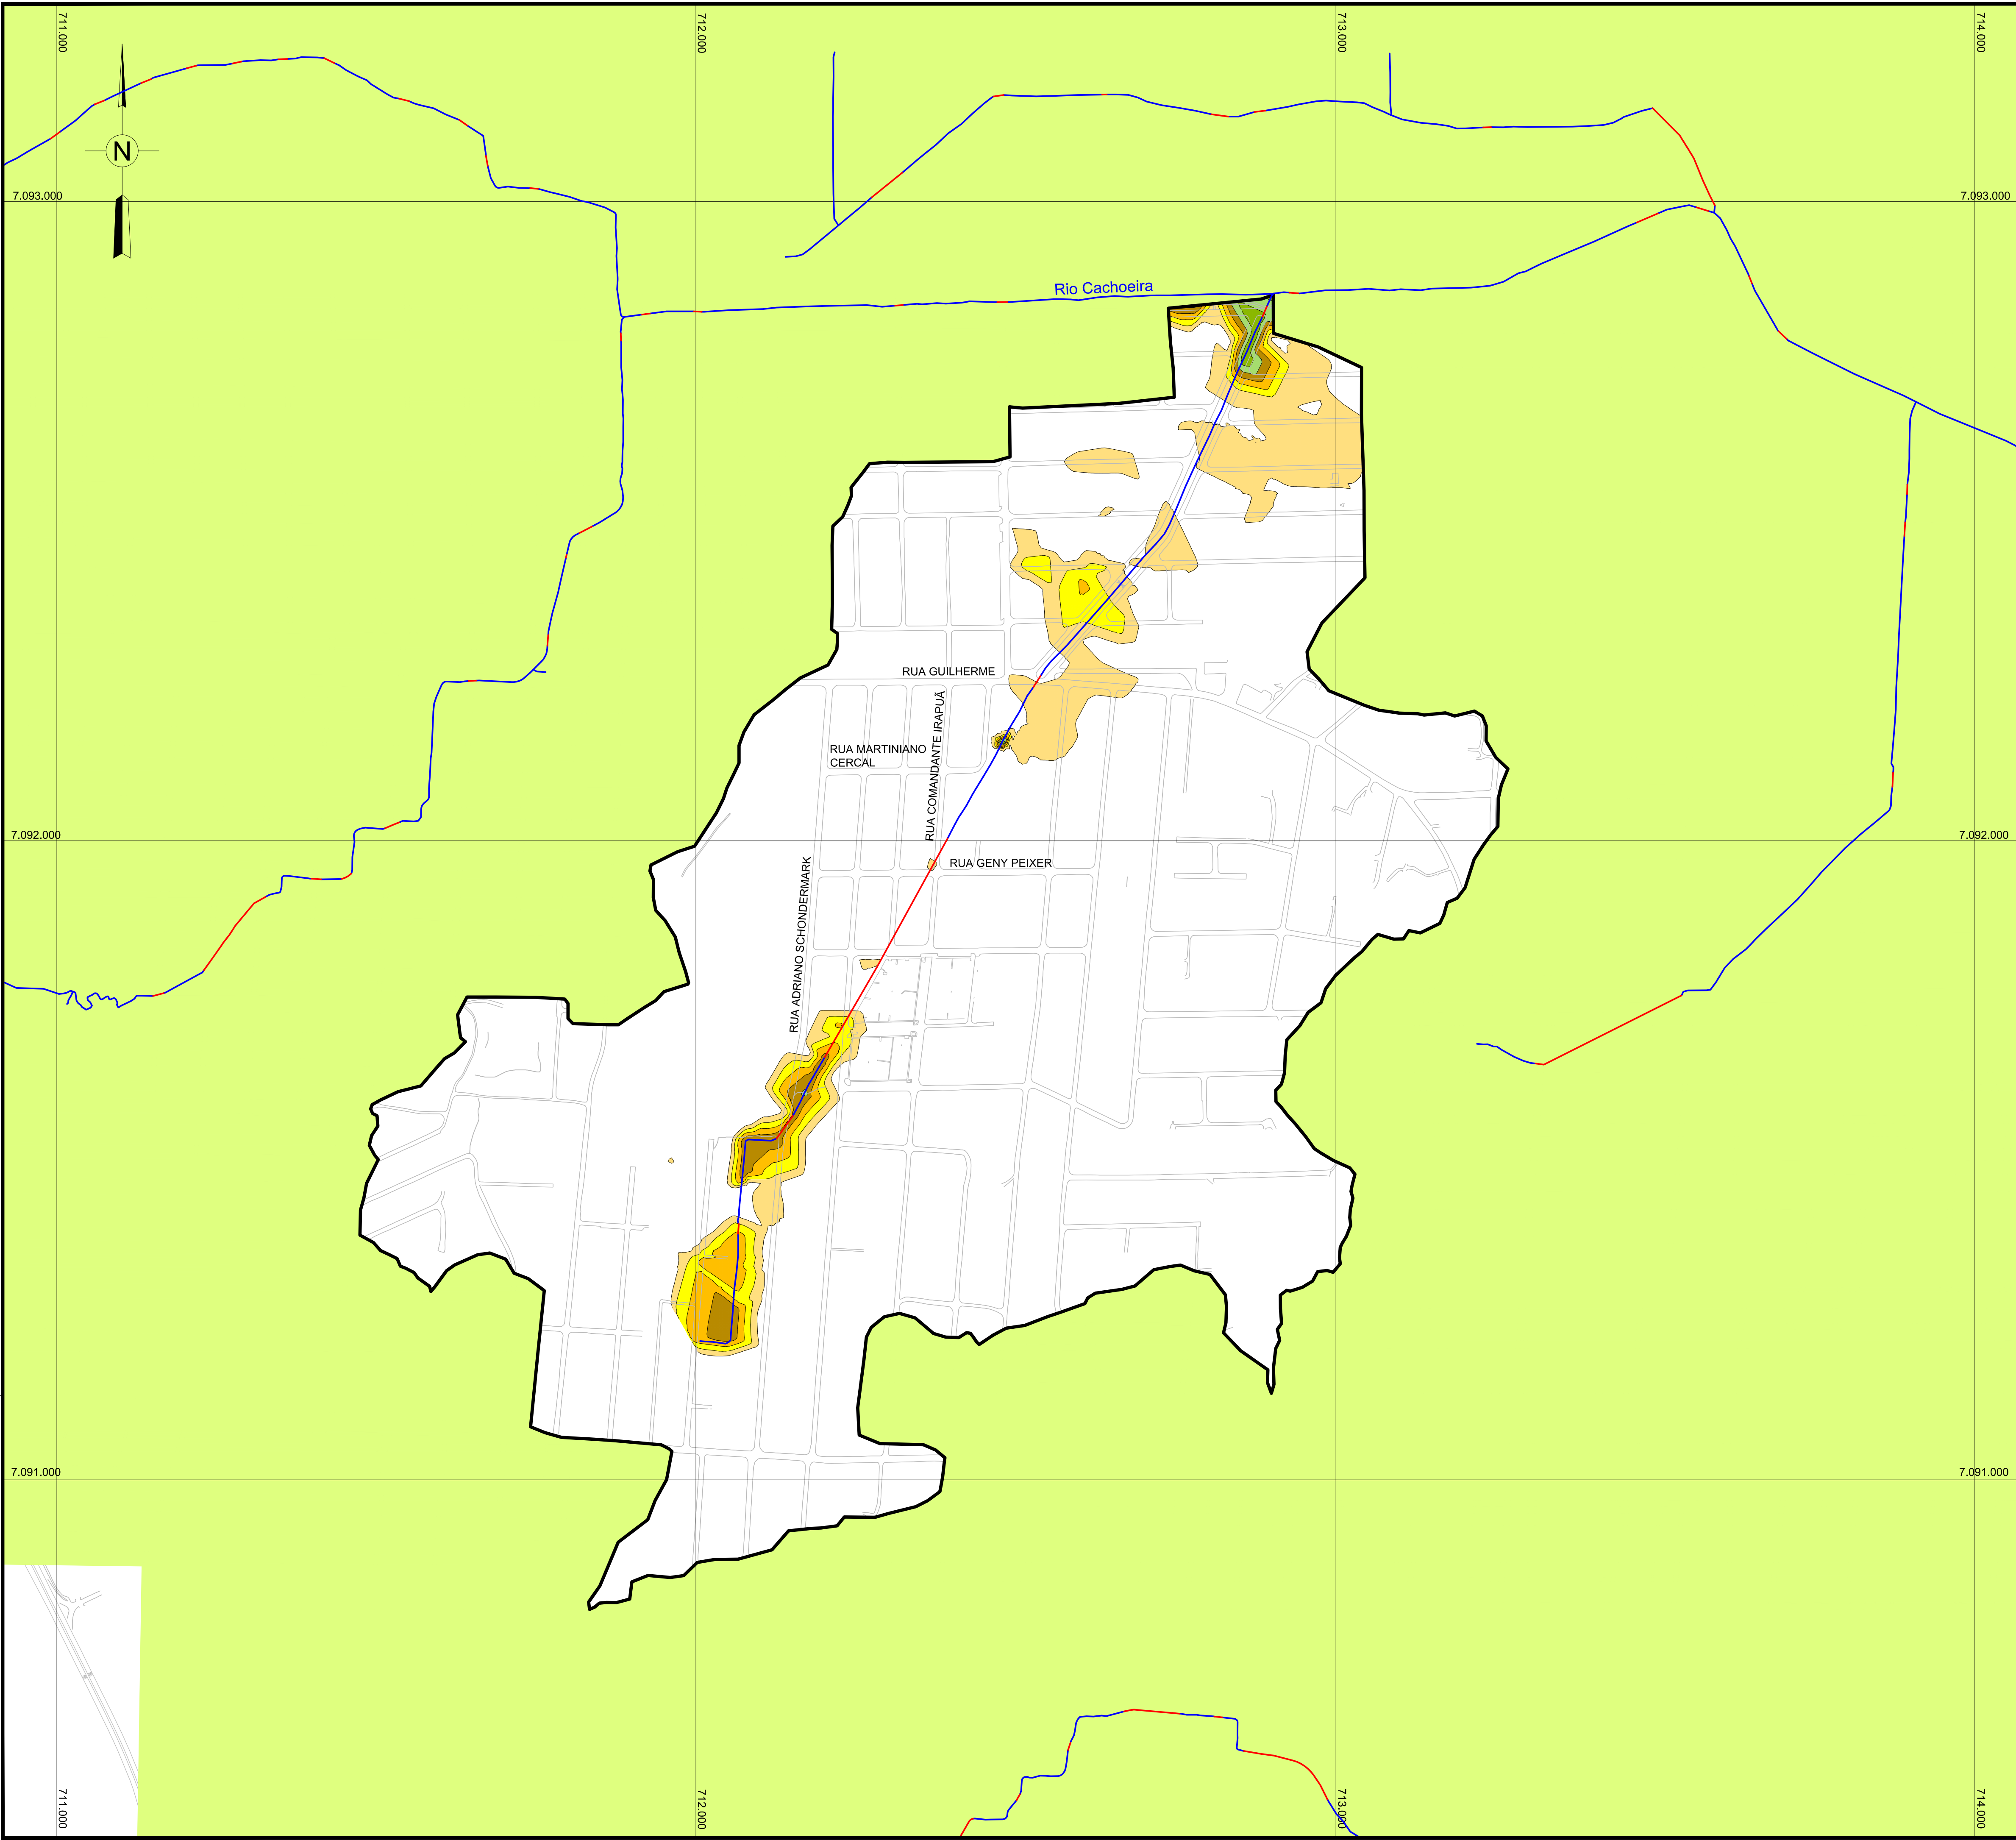 711.000
712.000
713.000
714.000
N
7.093.000
7.093.000
Rio Cachoeira
RUA GUILHERME
RUA COMANDANTE IRAPUÃ
RUA MARTINIANO
CERCAL
7.092.000
7.092.000
RUA GENY PEIXER
RUA ADRIANO SCHONDERMARK
7.091.000
7.091.000
711.000
712.000
713.000
714.000